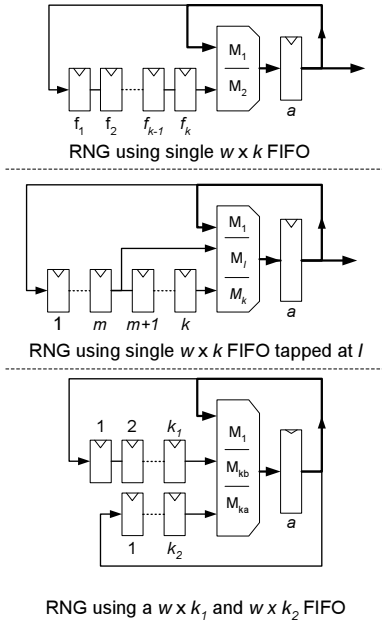 M1
M2
f1 f2 fk-1 fk
a
RNG using single w x k FIFO
M1
Ml
Mk
1 m m+1 k
a
RNG using single w x k FIFO tapped at l
1 2 k1
M1
Mkb
Mka
a
1 k2
RNG using a w x k1 and w x k2 FIFO